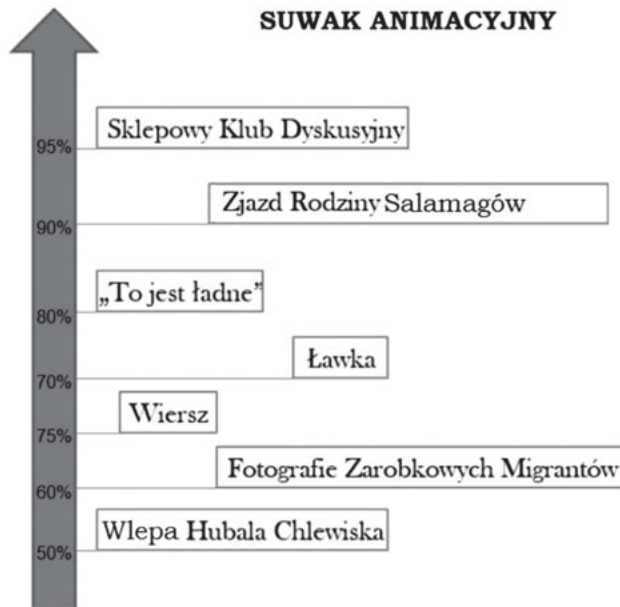 SUWAK ANIMACYJNY
Sklepowy Klub Dyskusyjny
95%
Zjazd Rodziny Salamagów
90%
„To jest ładne”
80%
Ławka
70%
Wiersz
75%
Fotografie Zarobkowych Migrantów
60%
Wlepa Hubala Chlewiska
50%